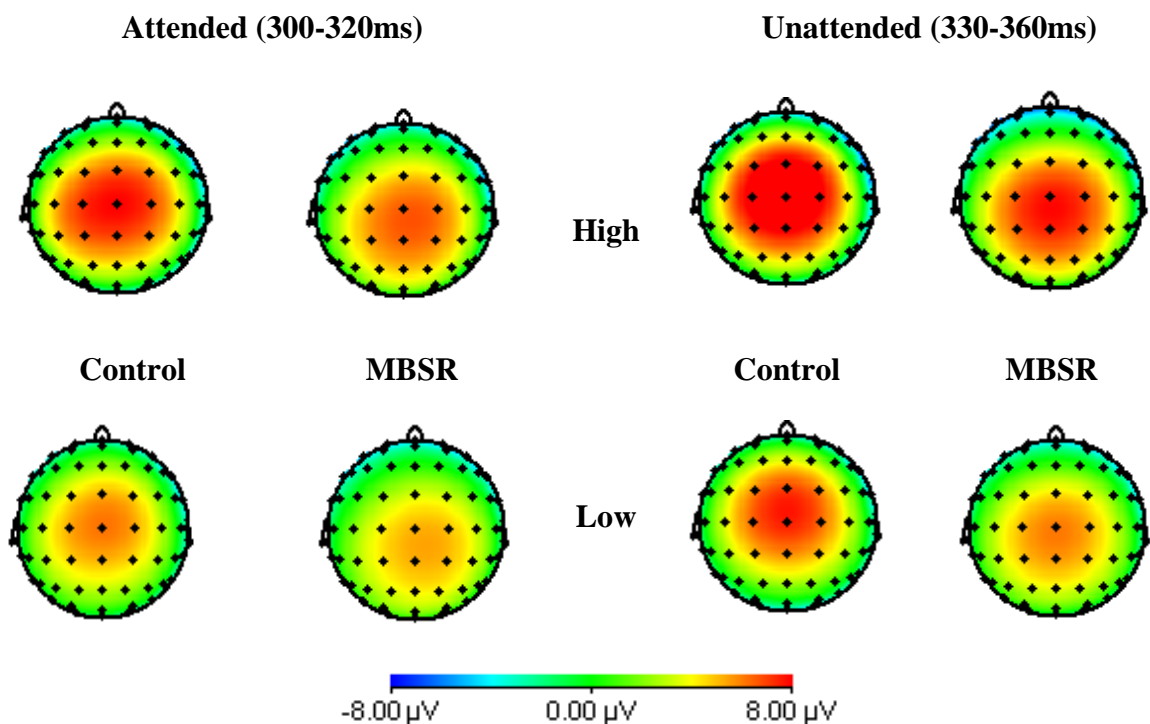 Attended (300-320ms) Unattended (330-360ms)
High
Control MBSR Control MBSR
Low
-8.00 µV 0.00 µV 8.00 µV